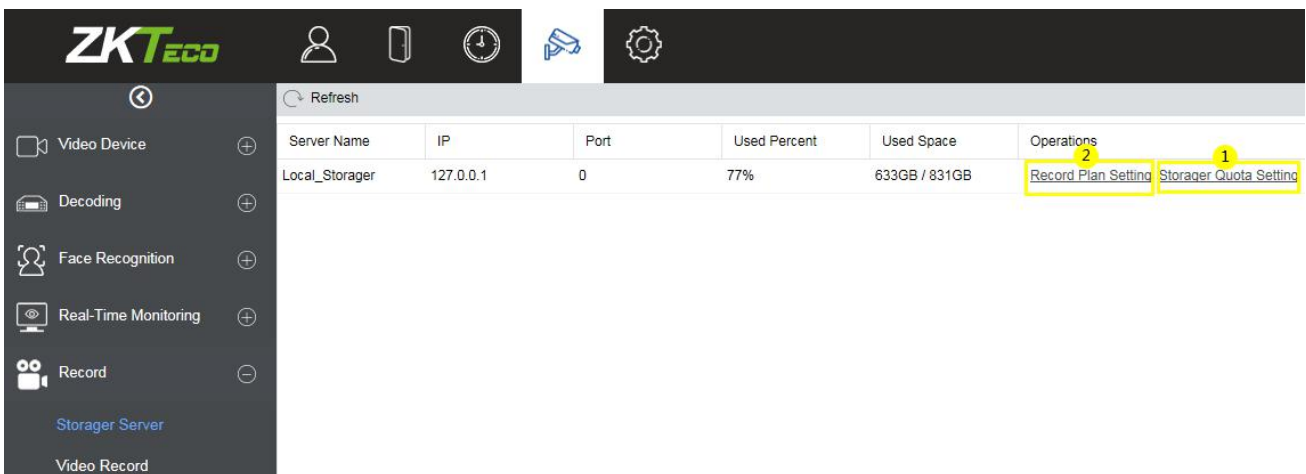 ZKTECO
Refresh
Server Name IP Port Used Percent Used Space Operations
2 1
Local_Storager 127.0.0.1 0 77% 633GB / 831GB Record Plan Setting Storager Quota Setting
Video Device
Decoding
Face Recognition
Real-Time Monitoring
Record
Storager Server
Video Record